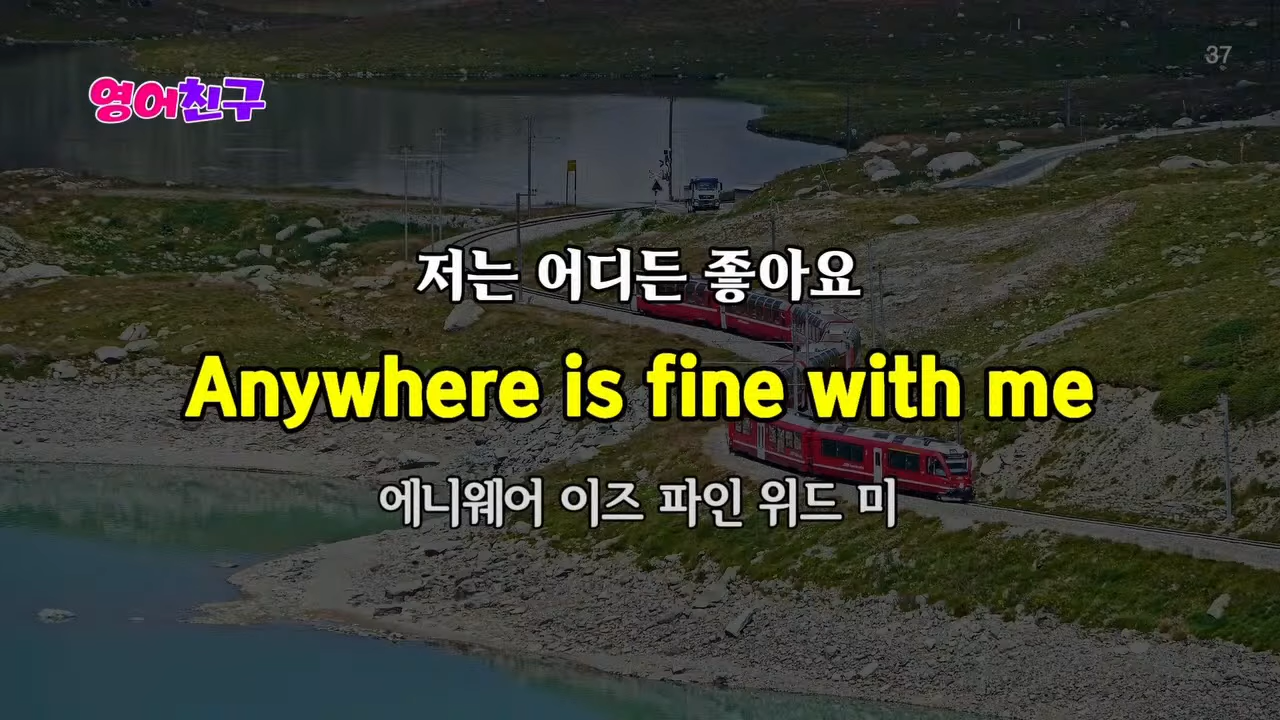 37
영어친구
저는 어디든 좋아요
Anywhere is fine with me
에니웨어 이즈 파인 위드 미